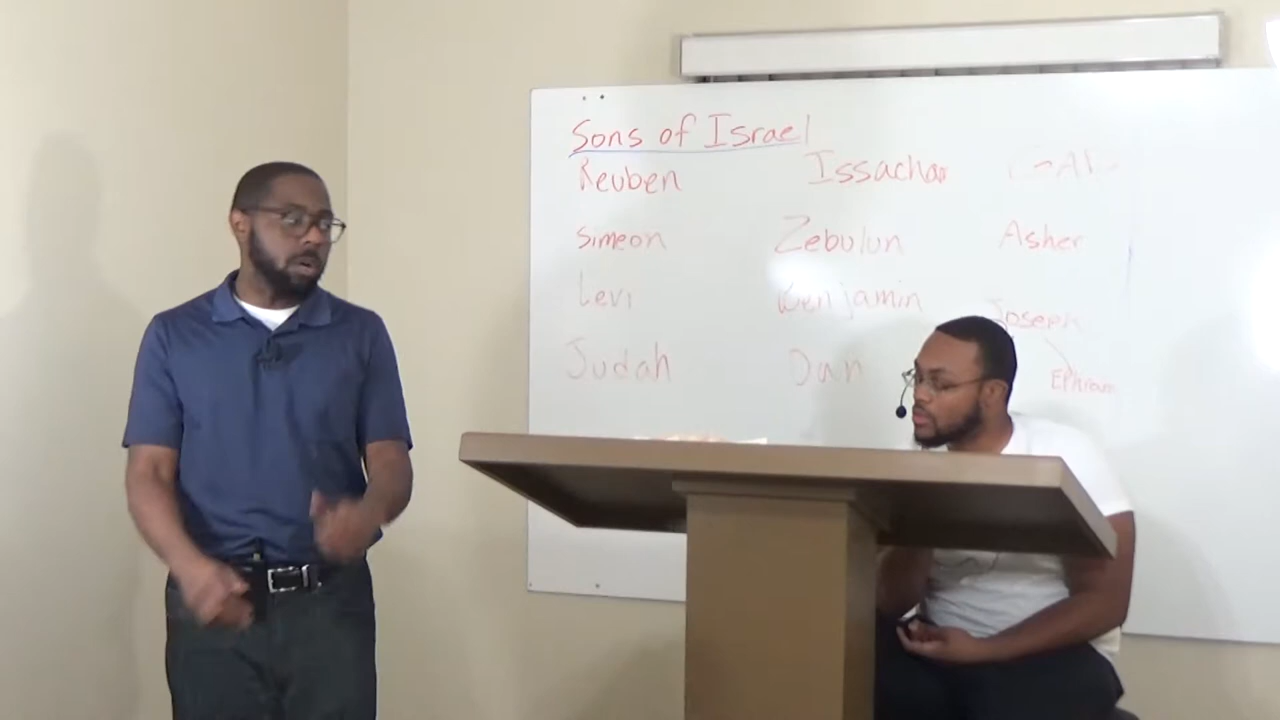 Sons of Israel
Reuben
Simeon
Levi
Judah
Issachar
Zebulun
Benjamin
Dan
Asher
Joseph
Ephraim